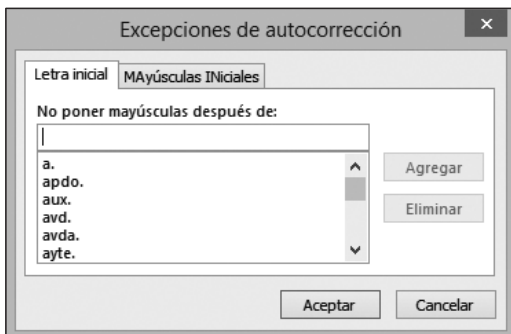 Excepciones de autocorrección
×
Letra inicial MAyúsculas INiciales
No poner mayúsculas después de:
a.
apdo.
aux.
avd.
avda.
ayte.
Agregar
Eliminar
Aceptar Cancelar